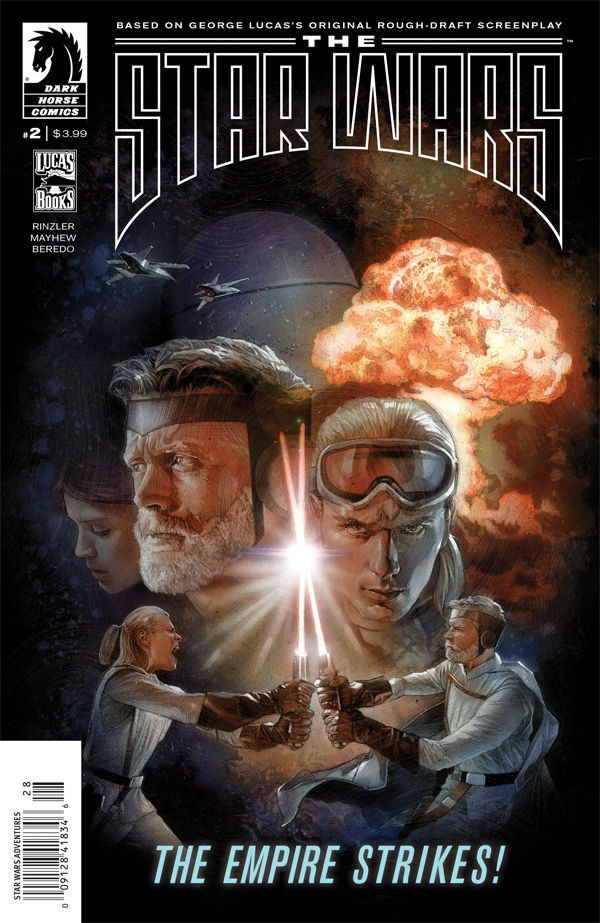 BASED ON GEORGE LUCAS'S ORIGINAL ROUGH-DRAFT SCREENPLAY
THE
STAR WARS
™
DARK
HORSE
COMICS
®
#2 | $3.99
LUCAS
BOOKS
RINZLER
MAYHEW
BEREDO
THE EMPIRE STRIKES!
STAR WARS ADVENTURES
28
0 09128 41834 6